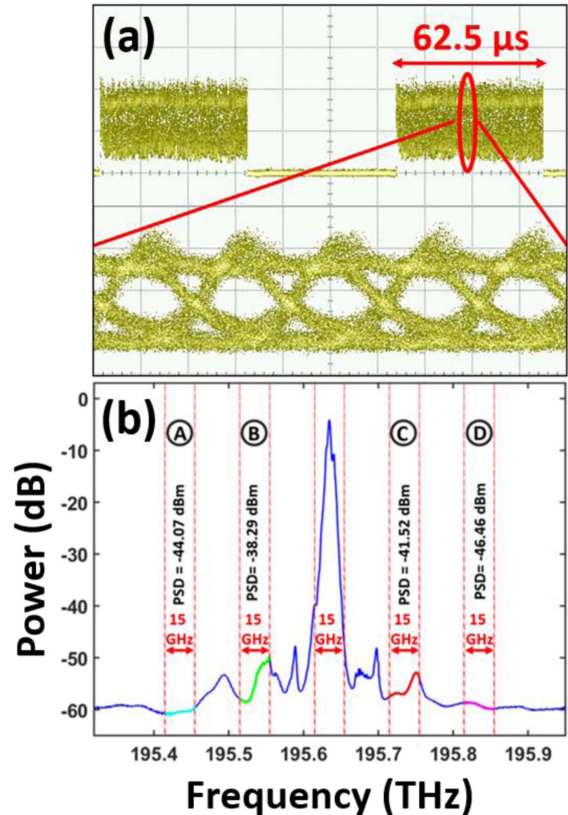 (a)
62.5 µs
(b)
A
B
C
D
PSD = -44.07 dBm
PSD= -38.29 dBm
PSD = -41.52 dBm
PSD= -46.46 dBm
15
GHz
15
GHz
15
GHz
15
GHz
15
GHz
0
-10
-20
-30
-40
-50
-60
Power (dB)
195.4 195.5 195.6 195.7 195.8 195.9
Frequency (THz)